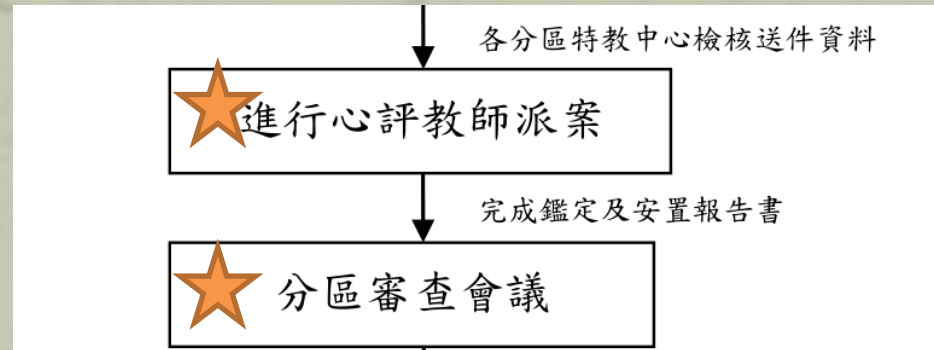 各分區特教中心檢核送件資料
進行心評教師派案
完成鑑定及安置報告書
分區審查會議